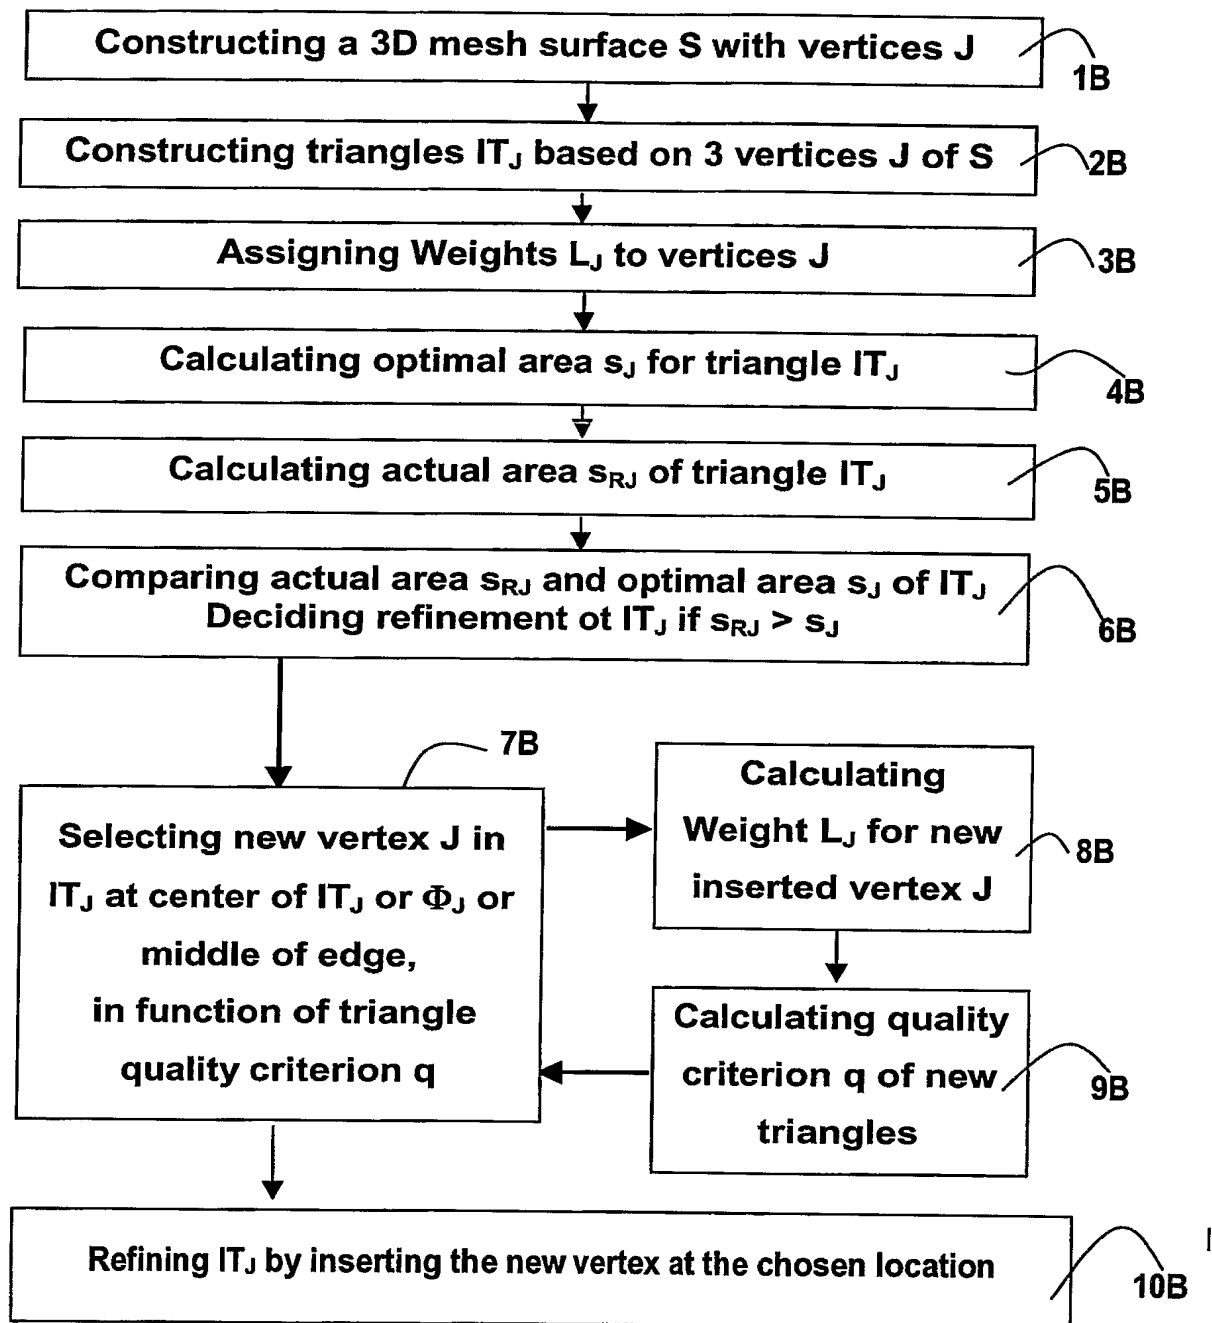 Constructing a 3D mesh surface S with vertices J
1B
Constructing triangles ITJ based on 3 vertices J of S
2B
Assigning Weights LJ to vertices J
3B
Calculating optimal area sJ for triangle ITJ
4B
Calculating actual area sRJ of triangle ITJ
5B
Comparing actual area sRJ and optimal area sJ of ITJ
Deciding refinement ot ITJ if sRJ > sJ
6B
7B
Selecting new vertex J in
ITJ at center of ITJ or ΦJ or
middle of edge,
in function of triangle
quality criterion q
Calculating
Weight LJ for new
inserted vertex J
8B
Calculating quality
criterion q of new
triangles
9B
Refining ITJ by inserting the new vertex at the chosen location
10B